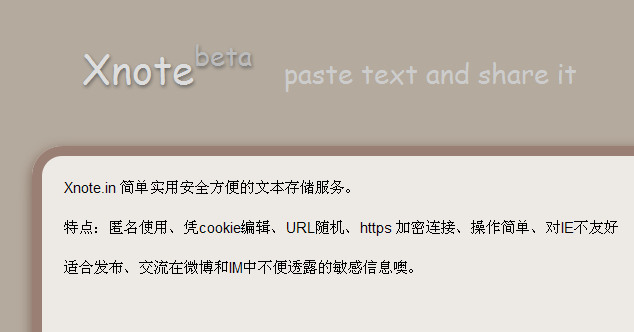 Xnote beta paste text and share it
Xnote.in 简单实用安全方便的文本存储服务。
特点：匿名使用、凭cookie编辑、URL随机、https 加密连接、操作简单、对IE不友好
适合发布、交流在微博和IM中不便透露的敏感信息噢。